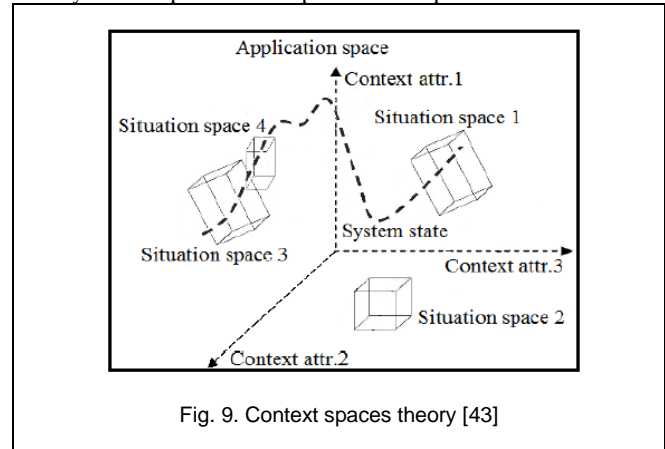 Application space
Context attr.1
Situation space 1
Situation space 4
System state
Situation space 3
Context attr.3
Situation space 2
Context attr.2
Fig. 9. Context spaces theory [43]